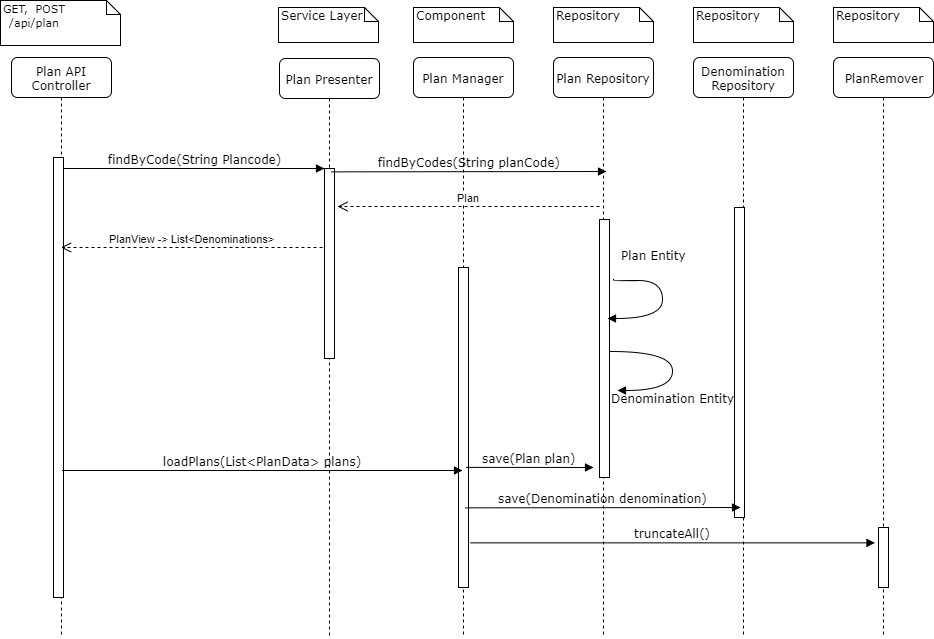 GET,  POST
/api/plan
Service Layer
Component
Repository
Repository
Repository
Plan API
Controller
Plan Presenter
Plan Manager
Plan Repository
Denomination
Repository
PlanRemover
findByCode(String Plancode)
findByCodes(String planCode)
Plan
PlanView -> List<Denominations>
Plan Entity
Denomination Entity
loadPlans(List<PlanData> plans)
save(Plan plan)
save(Denomination denomination)
truncateAll()